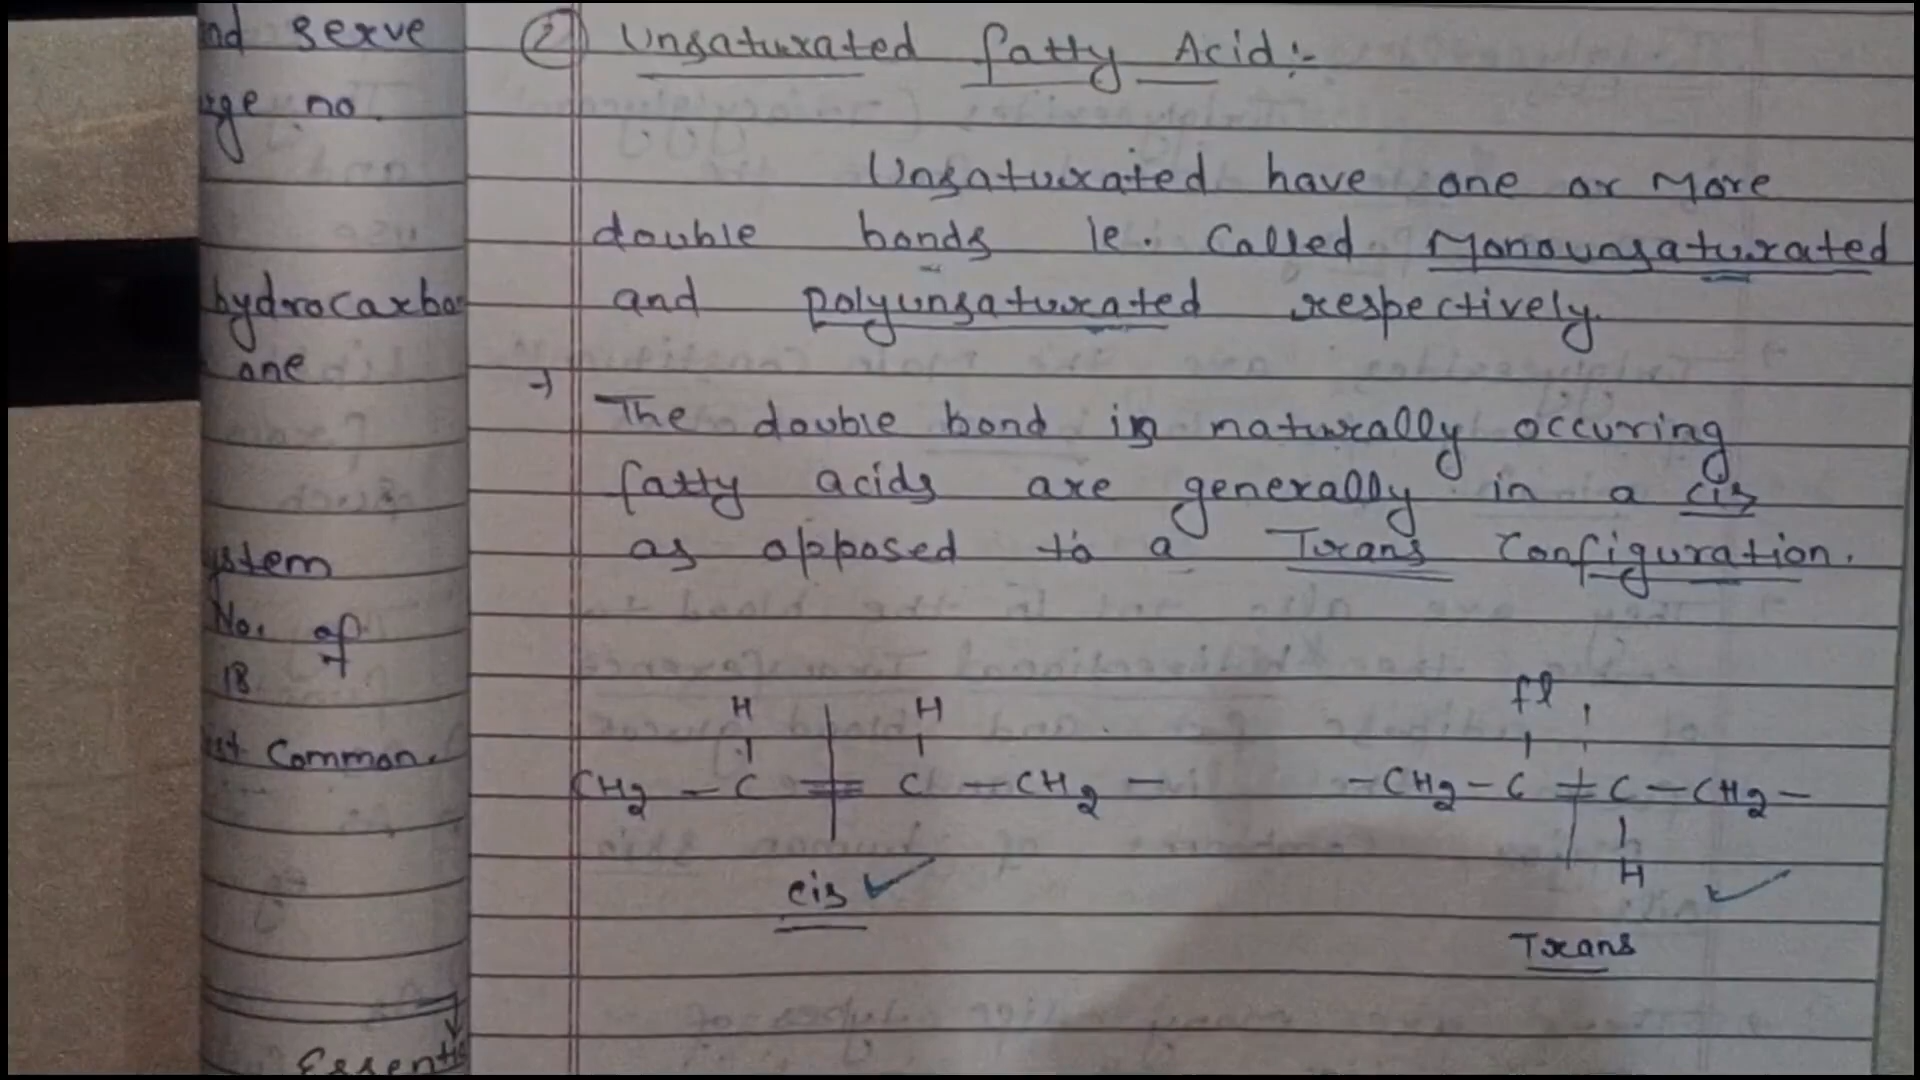 nd serve
ge no.
hydrocarbo
one
ystem
No. of
18
st Common.
Essenti
② Unsaturated fatty Acid:-
Unsaturated have one or More
double bonds ie. Called Monounsaturated
and polyunsaturated respectively.
→ The double bond in naturally occuring
fatty acids are generally in a cis
as opposed to a Trans Configuration.
H H
CH2 - C = C - CH2 -
cis
H
-CH2-C = C-CH2-
H
Trans